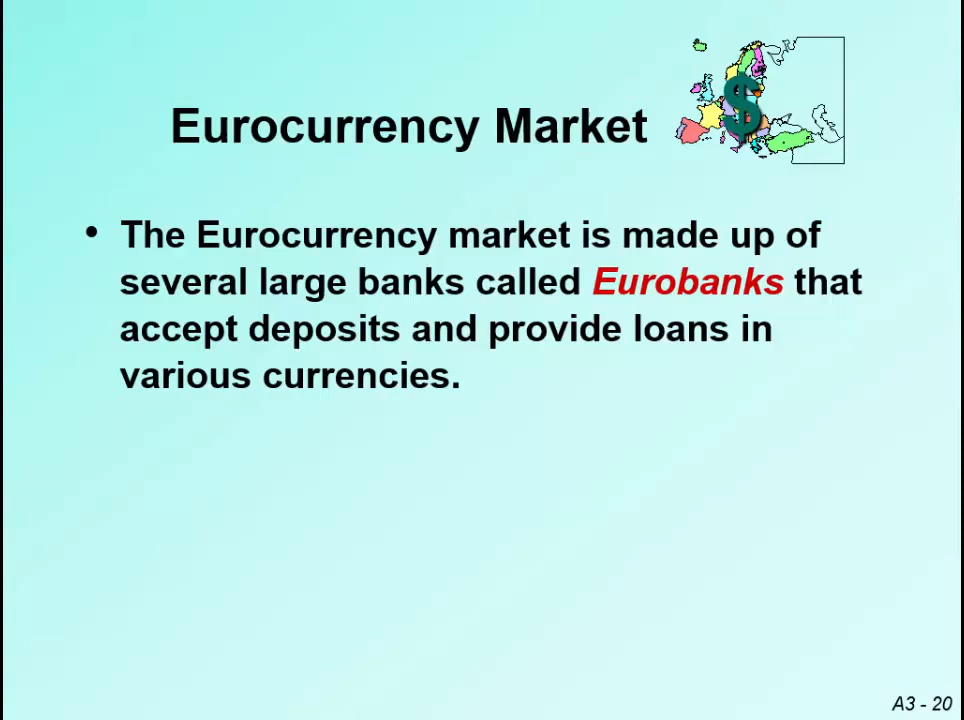 Eurocurrency Market
$
• The Eurocurrency market is made up of
several large banks called Eurobanks that
accept deposits and provide loans in
various currencies.
A3 - 20